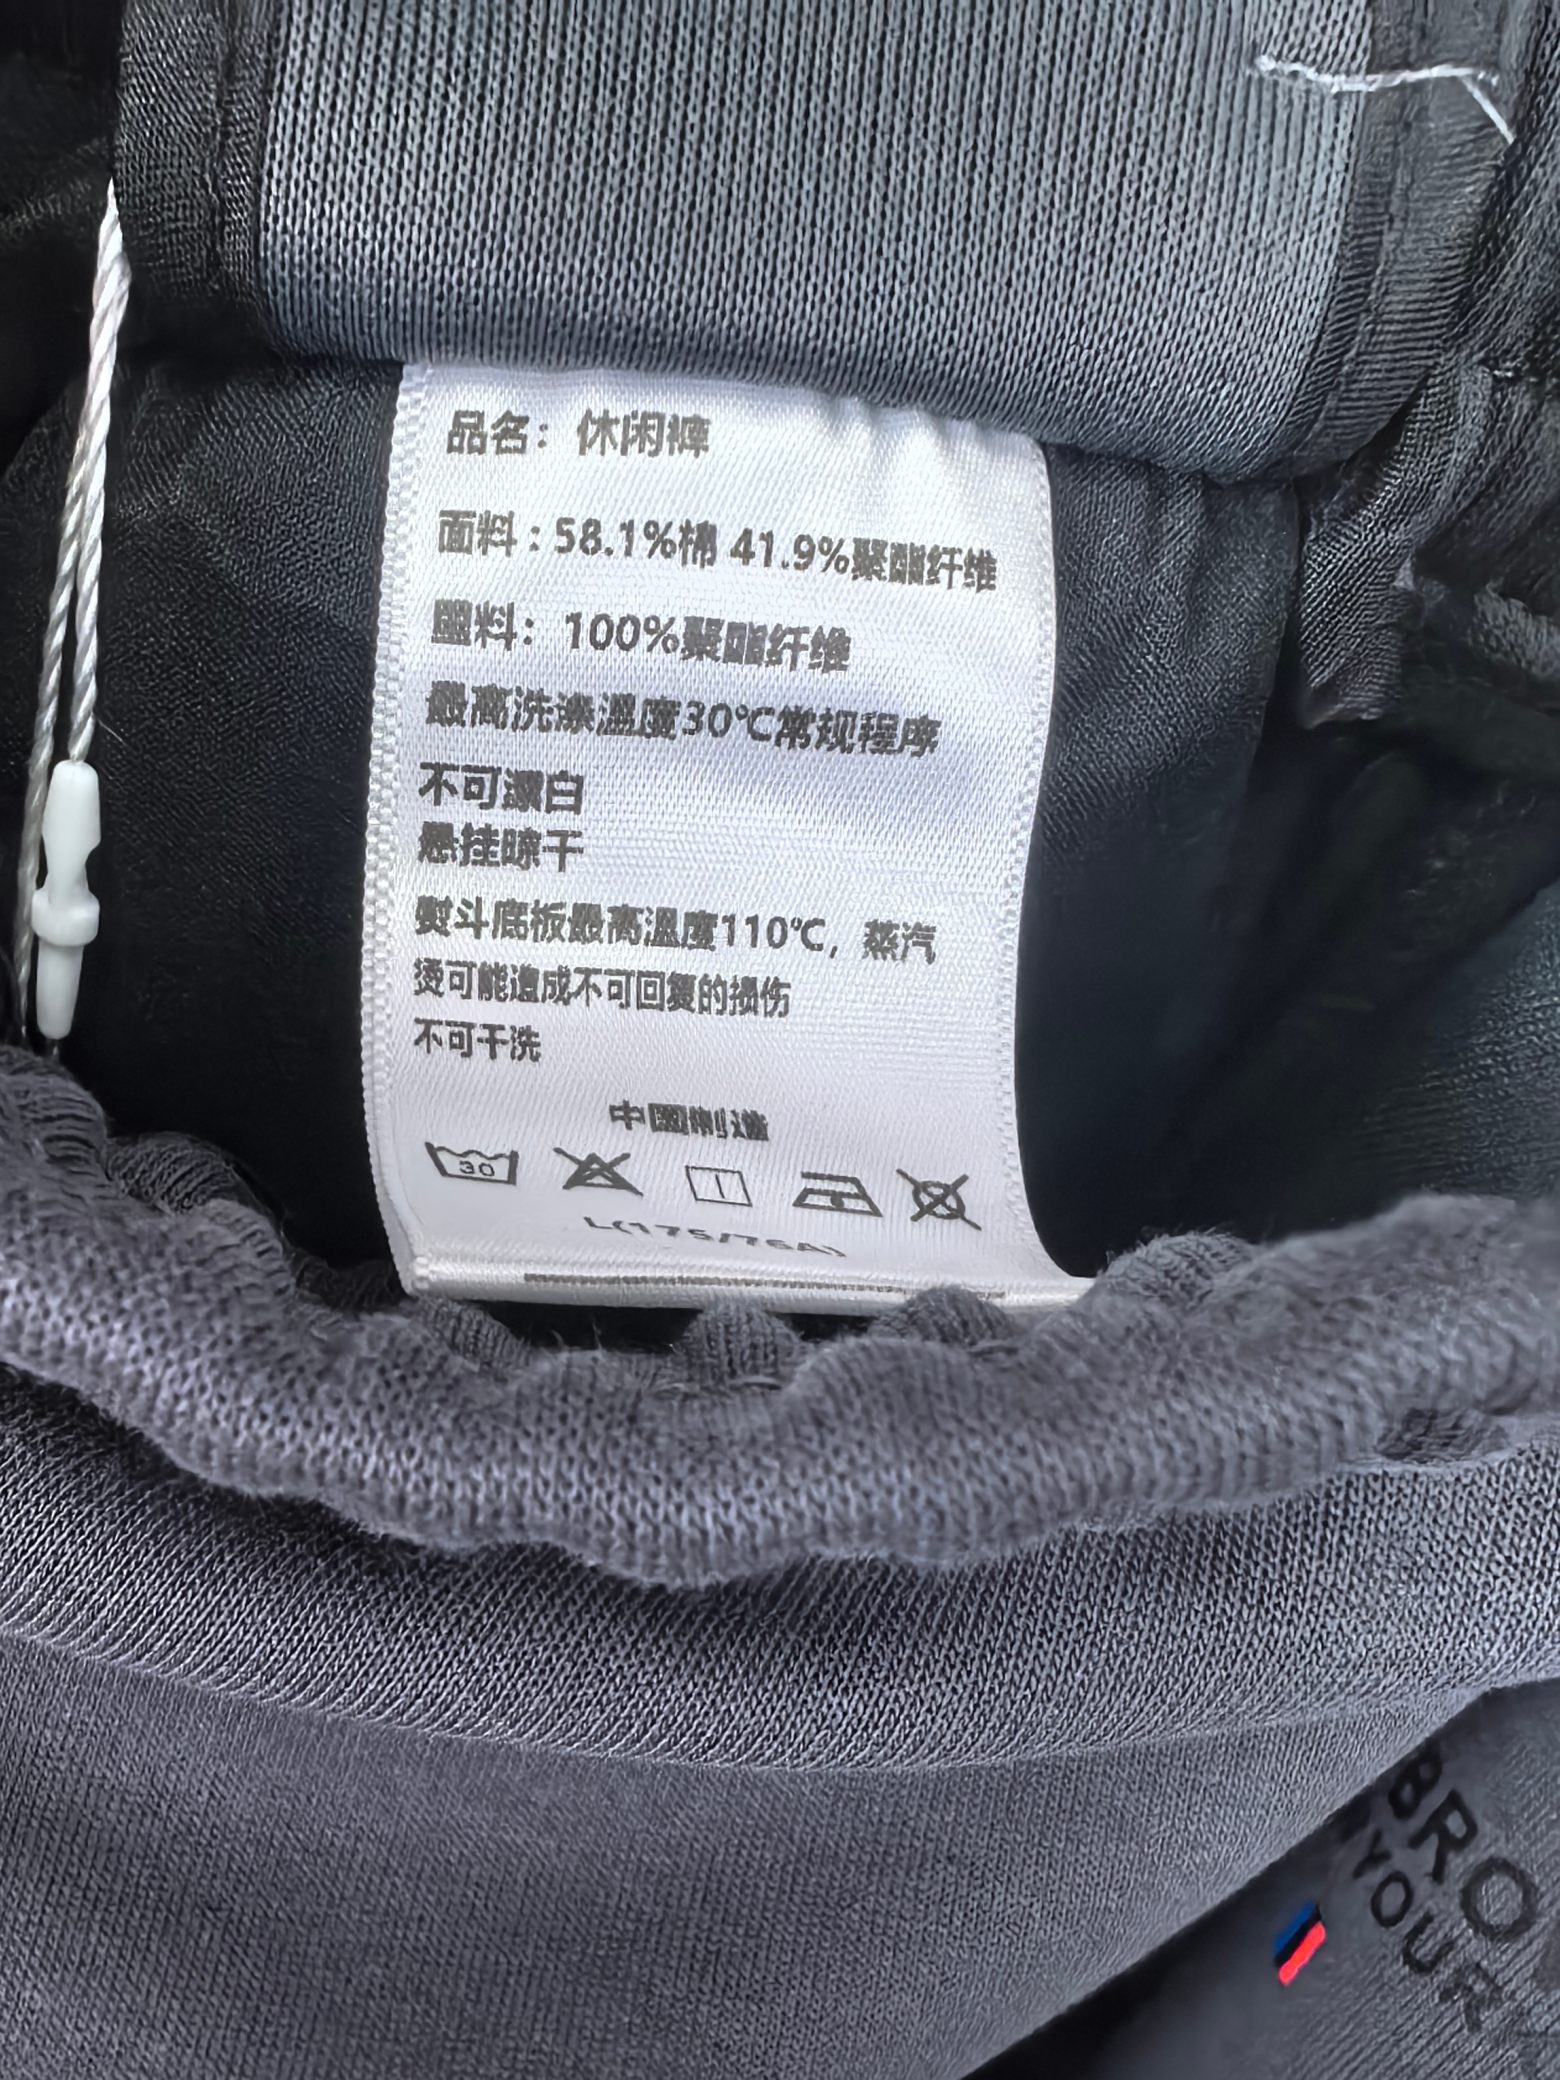 品名：休闲裤
面料：58.1%棉 41.9%聚酯纤维
里料：100%聚酯纤维
最高洗涤温度30℃常规程序
不可漂白
悬挂晾干
熨斗底板最高温度110℃，蒸汽
烫可能造成不可回复的损伤
不可干洗
中国制造
30
L(175/76A)
BRO
YOUR